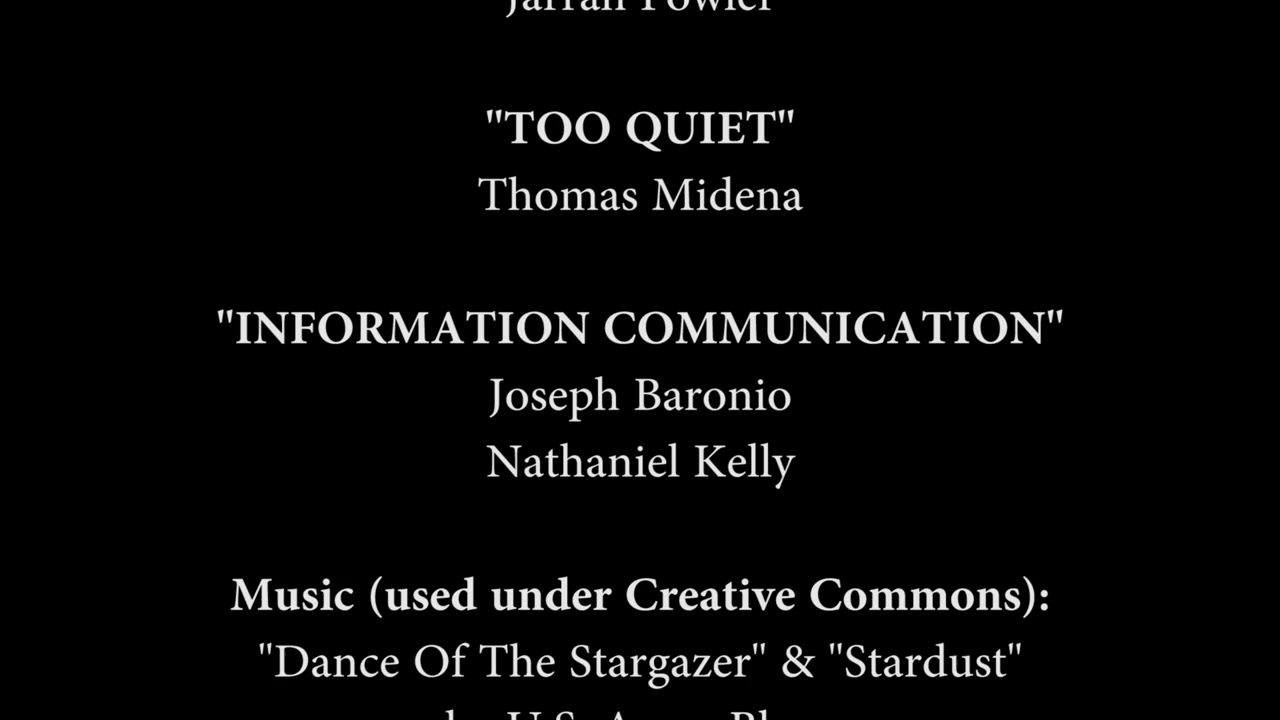 "TOO QUIET"
Thomas Midena
"INFORMATION COMMUNICATION"
Joseph Baronio
Nathaniel Kelly
Music (used under Creative Commons):
"Dance Of The Stargazer" & "Stardust"